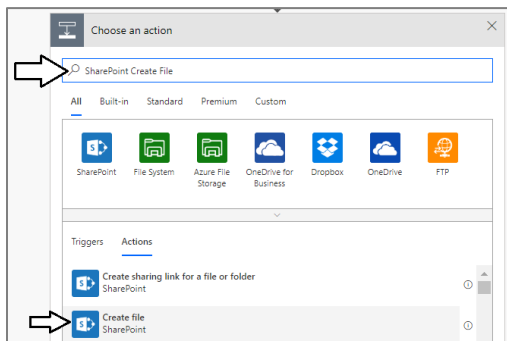 Choose an action
SharePoint Create File
All Built-in Standard Premium Custom
SharePoint File System Azure File Storage OneDrive for Business Dropbox OneDrive FTP
Triggers Actions
Create sharing link for a file or folder
SharePoint
Create file
SharePoint